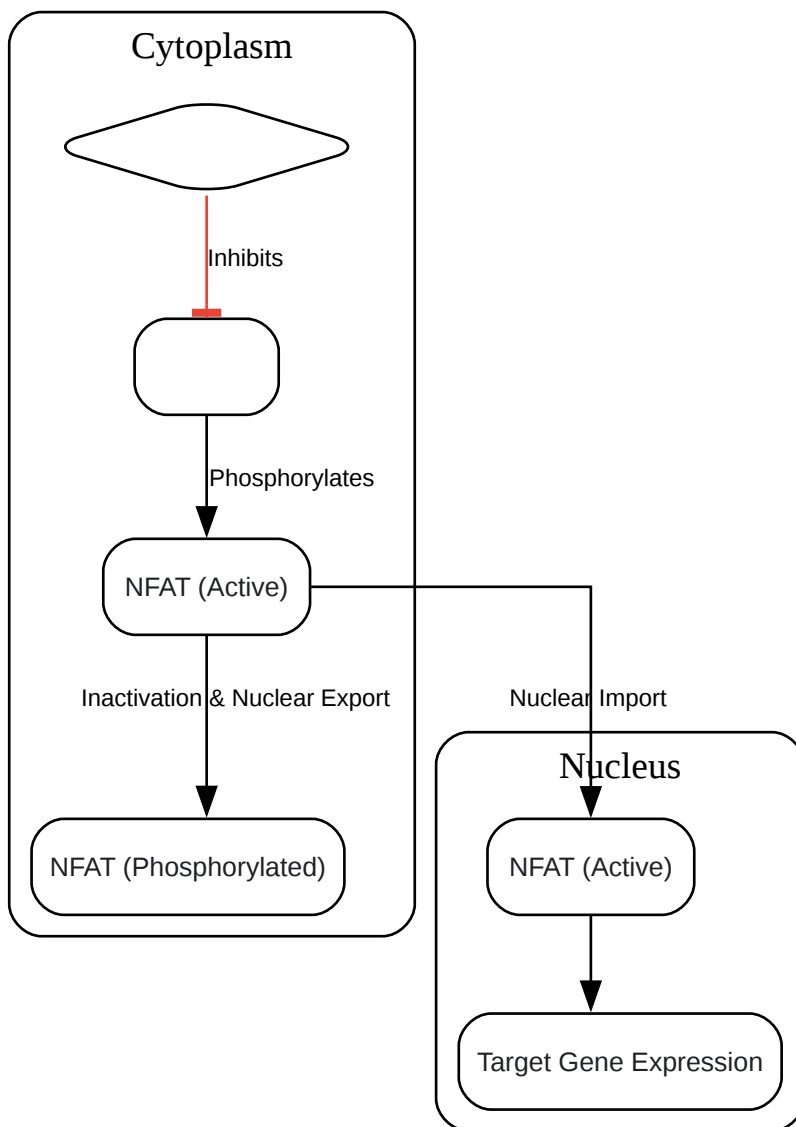 Cytoplasm
Inhibits
Phosphorylates
NFAT (Active)
Inactivation & Nuclear Export
Nuclear Import
Nucleus
NFAT (Phosphorylated)
NFAT (Active)
Target Gene Expression